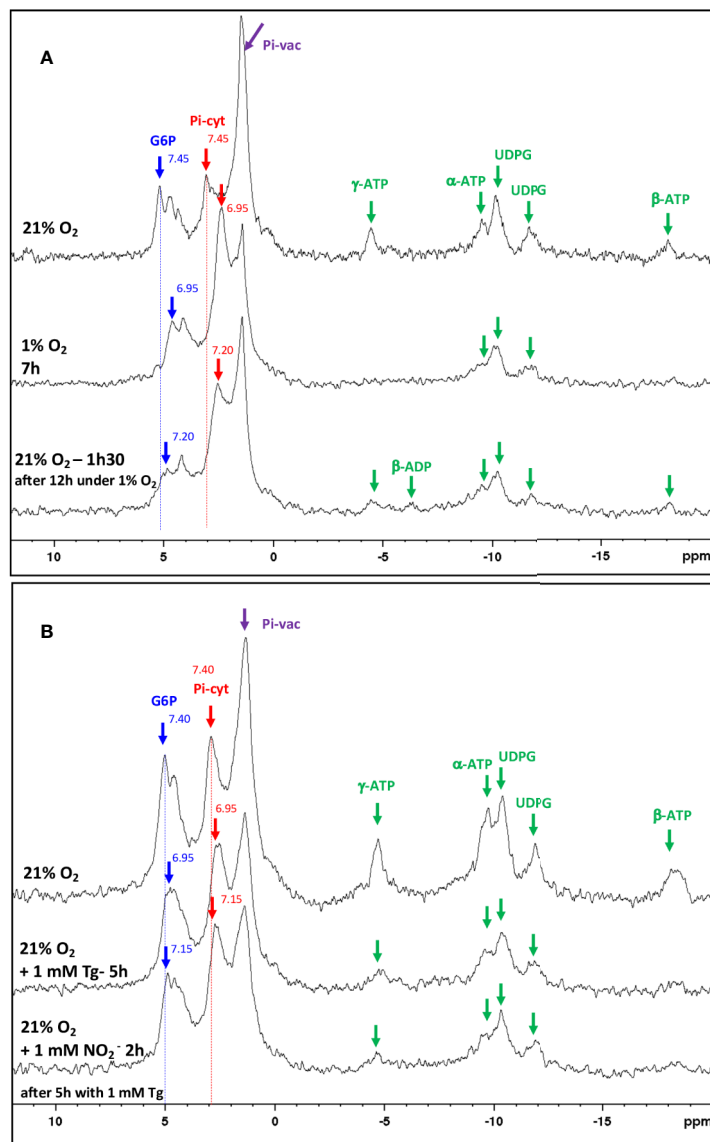 A
Pi-vac
Pi-cyt
G6P
7.45
7.45
UDPG
γ-ATP
α-ATP
UDPG
β-ATP
21% O₂
6.95
6.95
1% O₂
7h
7.20
7.20
β-ADP
21% O₂ – 1h30
after 12h under 1% O₂
10 5 0 -5 -10 -15 ppm
B
Pi-vac
7.40
G6P
Pi-cyt
7.40
α-ATP
UDPG
γ-ATP
UDPG
β-ATP
21% O₂
6.95
6.95
21% O₂
+ 1 mM Tg- 5h
7.15
7.15
21% O₂
+ 1 mM NO₂⁻ 2h
after 5h with 1 mM Tg
10 5 0 -5 -10 -15 ppm